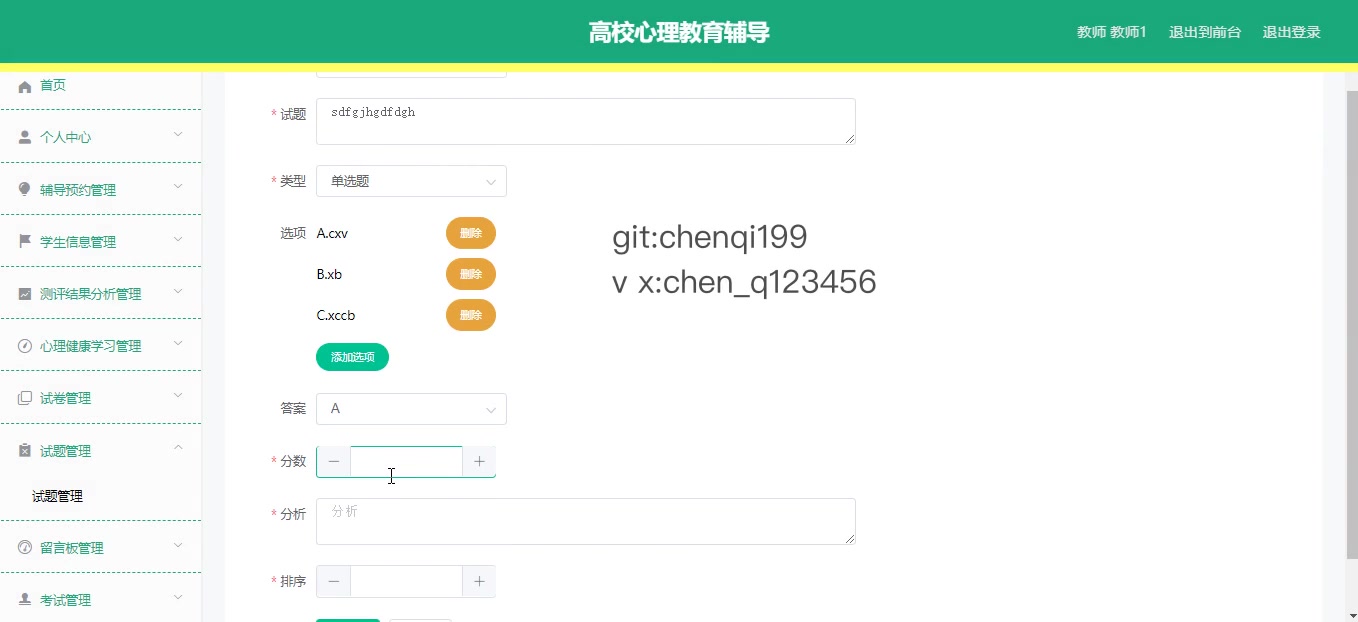 高校心理教育辅导
教师 教师1 退出到前台 退出登录
首页
个人中心
辅导预约管理
学生信息管理
测评结果分析管理
心理健康学习管理
试卷管理
试题管理
试题管理
留言板管理
考试管理
* 试题 sdfgjhgdfdgh
* 类型 单选题
选项 A.cxv 删除
B.xb 删除
C.xccb 删除
添加选项
答案 A
* 分数
* 分析 分析
* 排序
git:chenqi199
v x:chen_q123456